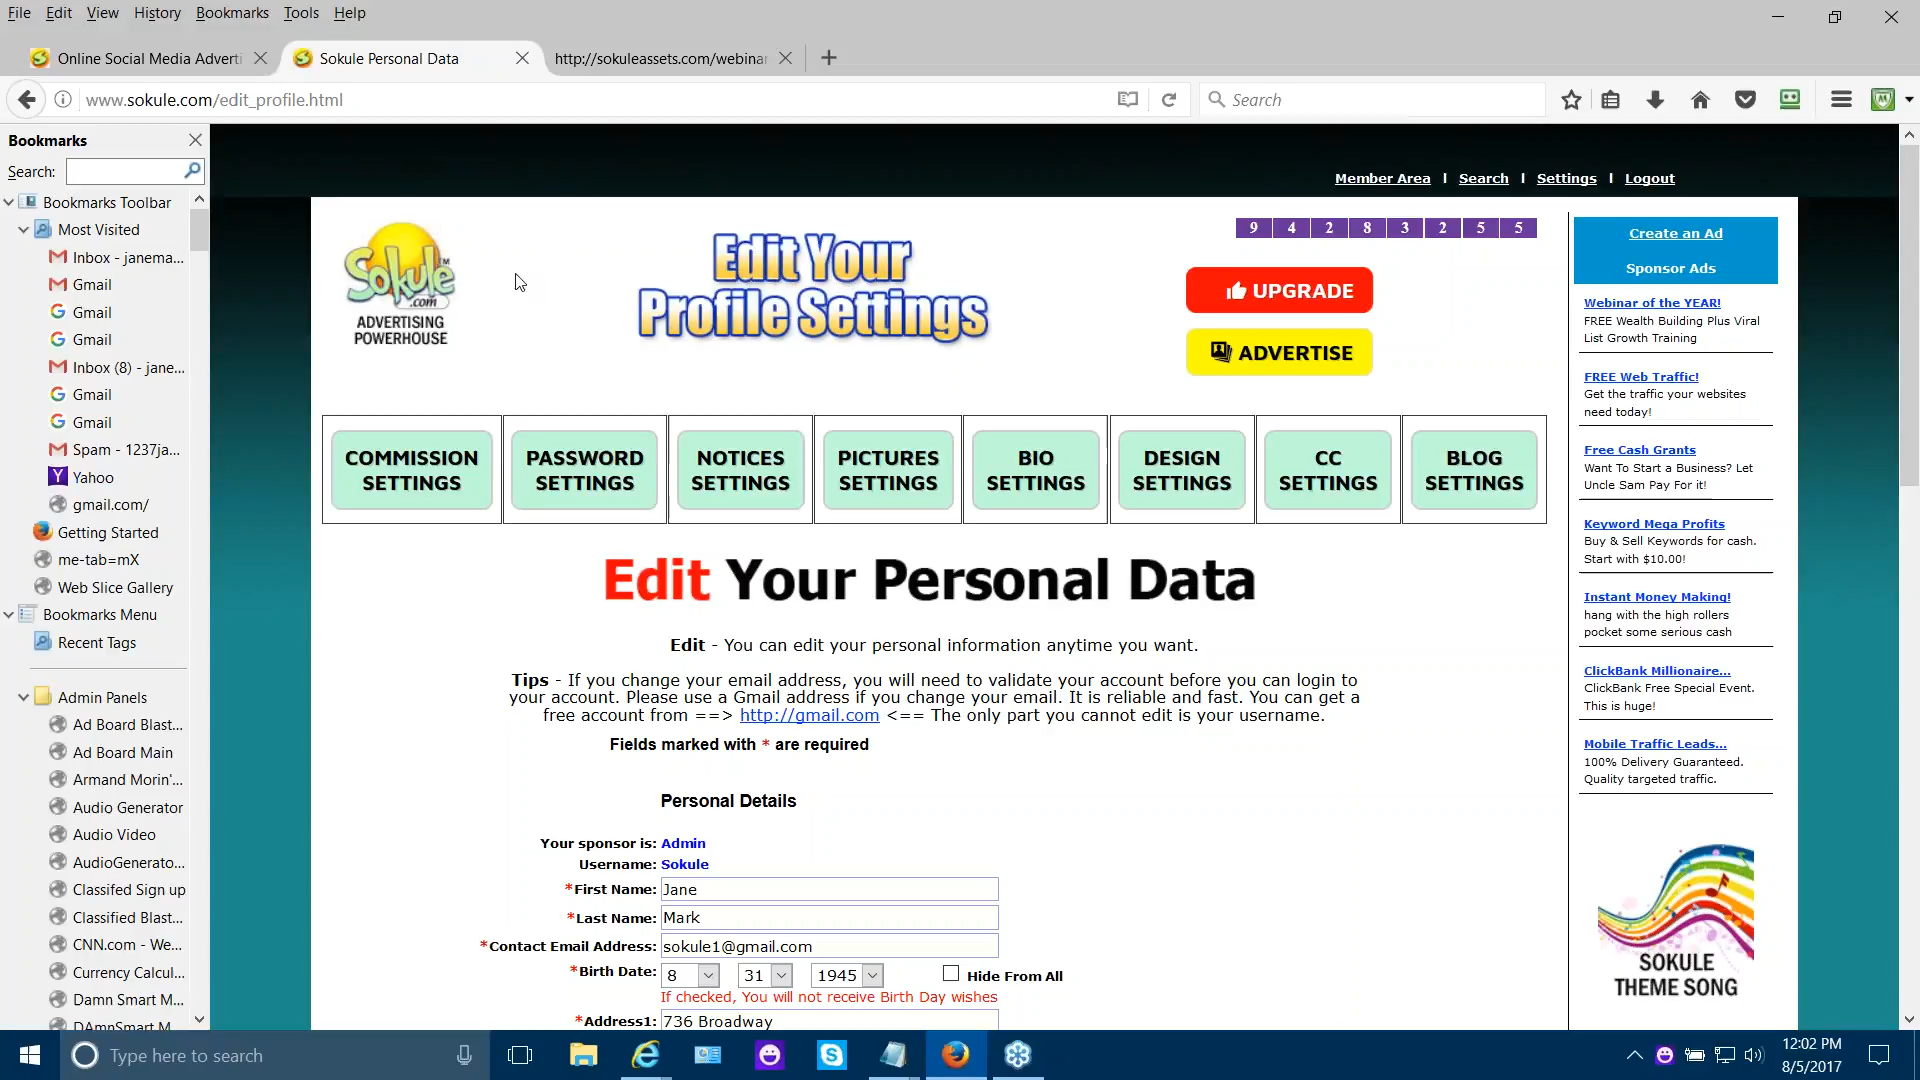 File Edit View History Bookmarks Tools Help
Online Social Media Adverti
Sokule Personal Data
http://sokuleassets.com/webinar
www.sokule.com/edit_profile.html
Search
Bookmarks
Search:
Bookmarks Toolbar
Most Visited
Inbox - janema...
Gmail
Gmail
Gmail
Inbox (8) - jane...
Gmail
Gmail
Spam - 1237ja...
Yahoo
gmail.com/
Getting Started
me-tab=mX
Web Slice Gallery
Bookmarks Menu
Recent Tags
Admin Panels
Ad Board Blast...
Ad Board Main
Armand Morin'...
Audio Generator
Audio Video
AudioGenerato...
Classifed Sign up
Classified Blast...
CNN.com - We...
Currency Calcul...
Damn Smart M...
DAmnSmart M...
Member Area I Search I Settings I Logout
Sokule™
.com
ADVERTISING
POWERHOUSE
Edit Your
Profile Settings
9 4 2 8 3 2 5 5
UPGRADE
ADVERTISE
COMMISSION
SETTINGS
PASSWORD
SETTINGS
NOTICES
SETTINGS
PICTURES
SETTINGS
BIO
SETTINGS
DESIGN
SETTINGS
CC
SETTINGS
BLOG
SETTINGS
Edit Your Personal Data
Edit - You can edit your personal information anytime you want.
Tips - If you change your email address, you will need to validate your account before you can login to
your account. Please use a Gmail address if you change your email. It is reliable and fast. You can get a
free account from ==> http://gmail.com <== The only part you cannot edit is your username.
Fields marked with * are required
Personal Details
Your sponsor is: Admin
Username: Sokule
*First Name: Jane
*Last Name: Mark
*Contact Email Address: sokule1@gmail.com
*Birth Date: 8 31 1945 Hide From All
If checked, You will not receive Birth Day wishes
*Address1: 736 Broadway
Create an Ad
Sponsor Ads
Webinar of the YEAR!
FREE Wealth Building Plus Viral
List Growth Training
FREE Web Traffic!
Get the traffic your websites
need today!
Free Cash Grants
Want To Start a Business? Let
Uncle Sam Pay For it!
Keyword Mega Profits
Buy & Sell Keywords for cash.
Start with $10.00!
Instant Money Making!
hang with the high rollers
pocket some serious cash
ClickBank Millionaire...
ClickBank Free Special Event.
This is huge!
Mobile Traffic Leads...
100% Delivery Guaranteed.
Quality targeted traffic.
SOKULE
THEME SONG
Type here to search
12:02 PM
8/5/2017